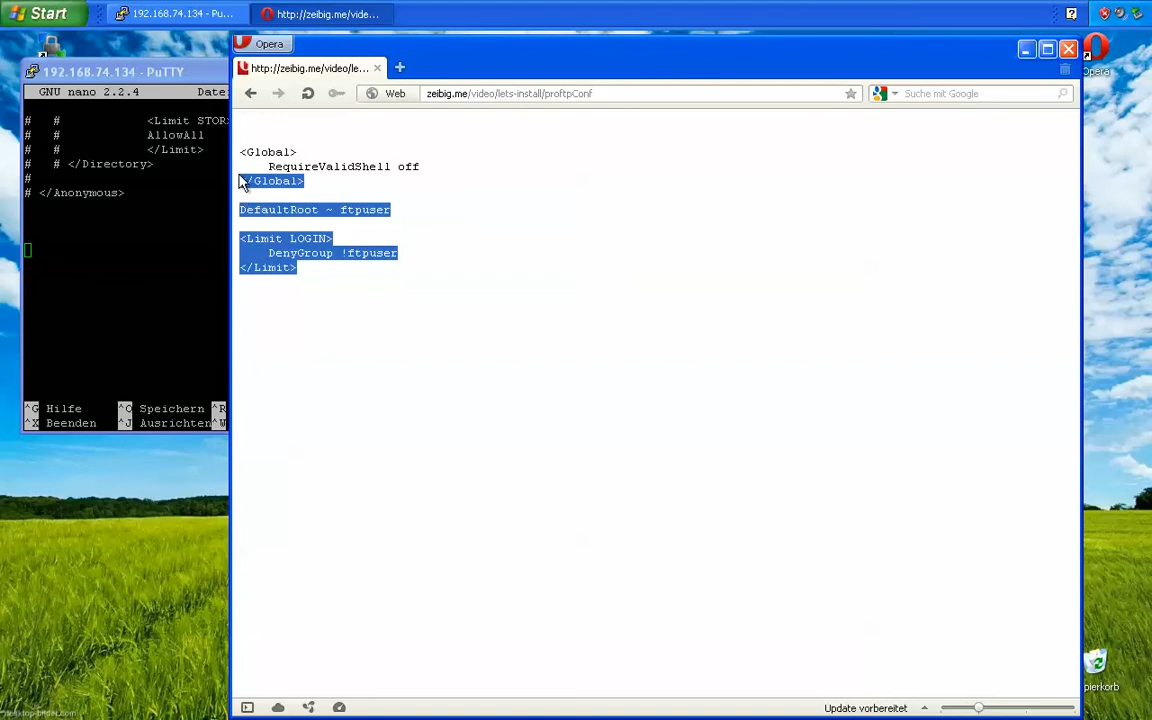 Start
192.168.74.134 - Pu...
http://zeibig.me/vide...
Opera
http://zeibig.me/video/le...
Web
zeibig.me/video/lets-install/proftpConf
Suche mit Google
Opera
192.168.74.134 - PuTTY
GNU nano 2.2.4 Date
# # <Limit STOR
# # AllowAll
# # </Limit>
# # </Directory>
#
# </Anonymous>
^G Hilfe ^O Speichern ^R
^X Beenden ^J Ausrichten ^W
<Global>
RequireValidShell off
</Global>
DefaultRoot ~ ftpuser
<Limit LOGIN>
DenyGroup !ftpuser
</Limit>
pierkorb
Update vorbereitet